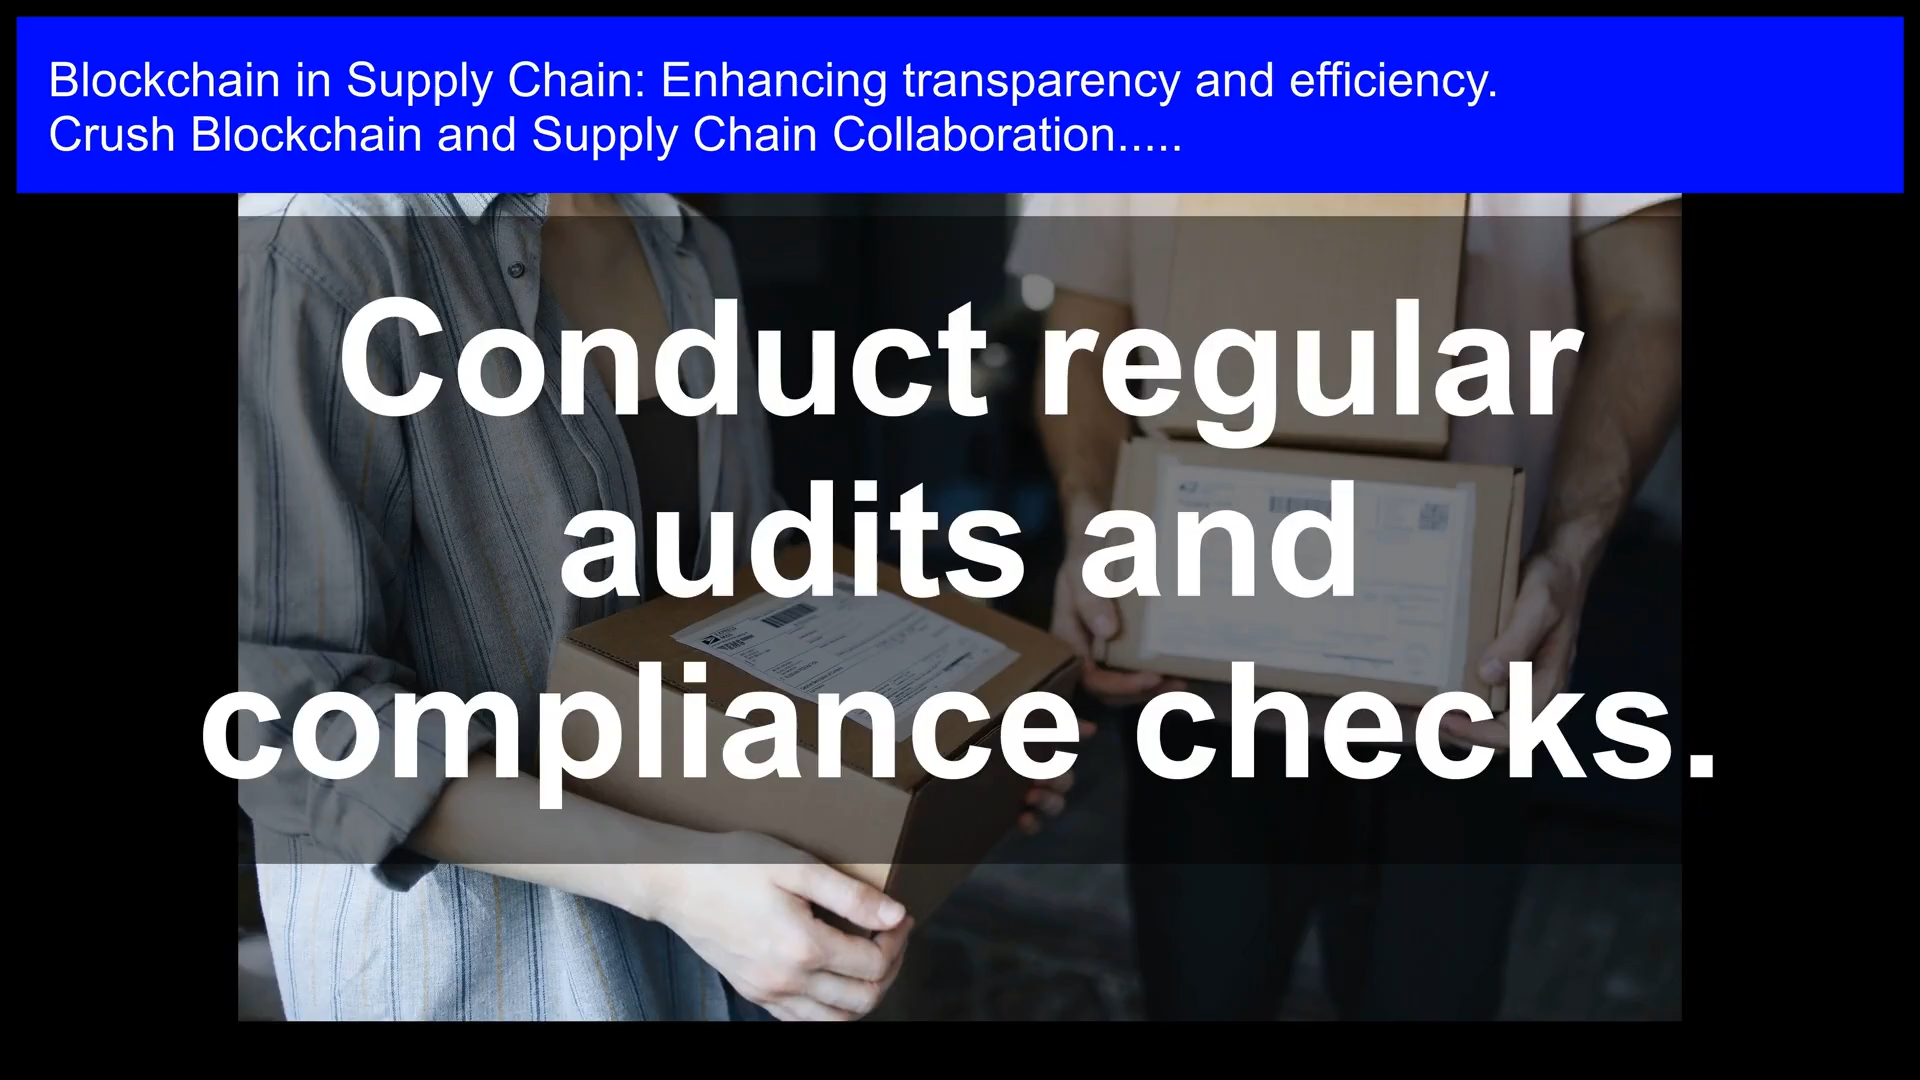 Blockchain in Supply Chain: Enhancing transparency and efficiency.
Crush Blockchain and Supply Chain Collaboration.....
Conduct regular
audits and
compliance checks.